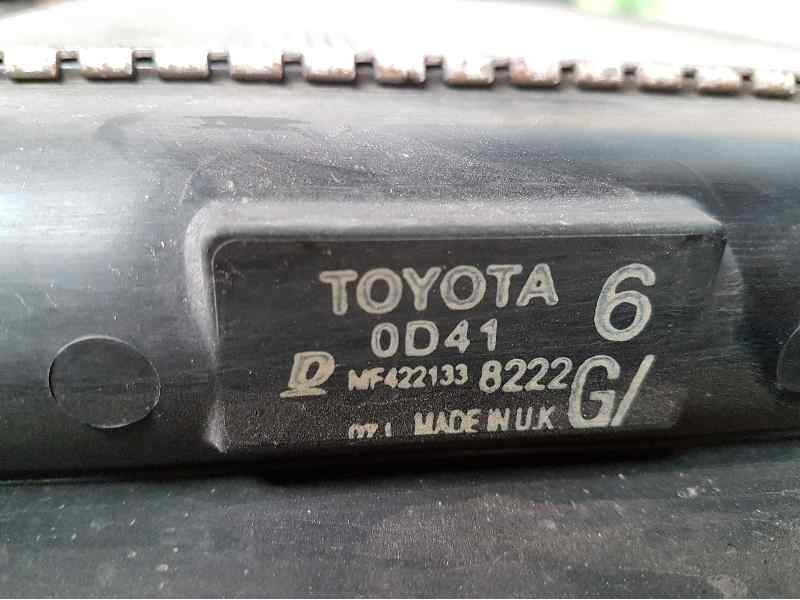 TOYOTA 6
0D41
D MF422133 8222 G/
MADE IN U.K